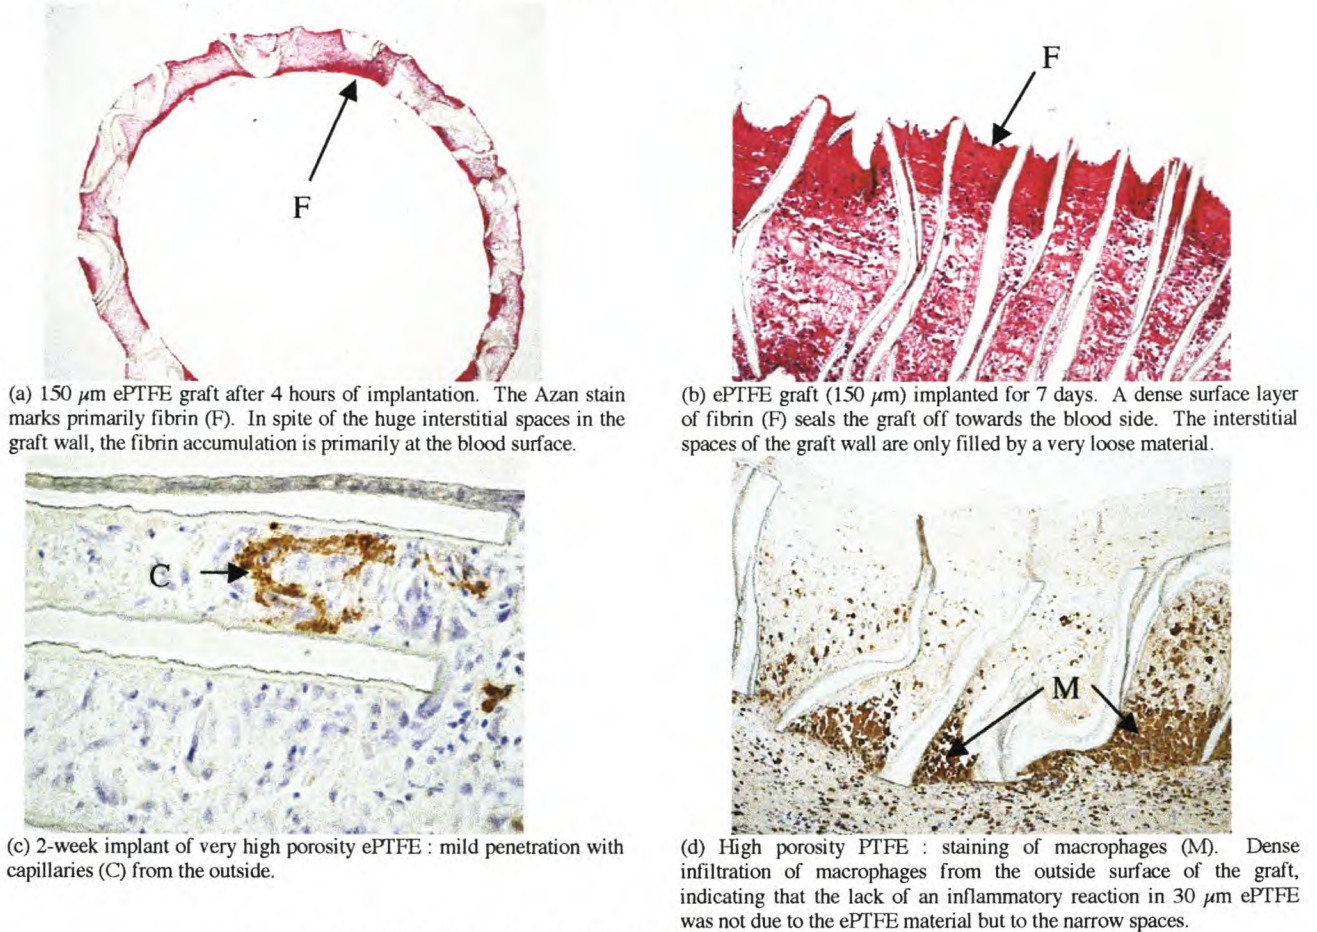 F
F
(a) 150 μm ePTFE graft after 4 hours of implantation. The Azan stain
marks primarily fibrin (F). In spite of the huge interstitial spaces in the
graft wall, the fibrin accumulation is primarily at the blood surface.
(b) ePTFE graft (150 μm) implanted for 7 days. A dense surface layer
of fibrin (F) seals the graft off towards the blood side. The interstitial
spaces of the graft wall are only filled by a very loose material.
C
M
(c) 2-week implant of very high porosity ePTFE : mild penetration with
capillaries (C) from the outside.
(d) High porosity PTFE : staining of macrophages (M). Dense
infiltration of macrophages from the outside surface of the graft,
indicating that the lack of an inflammatory reaction in 30 μm ePTFE
was not due to the ePTFE material but to the narrow spaces.